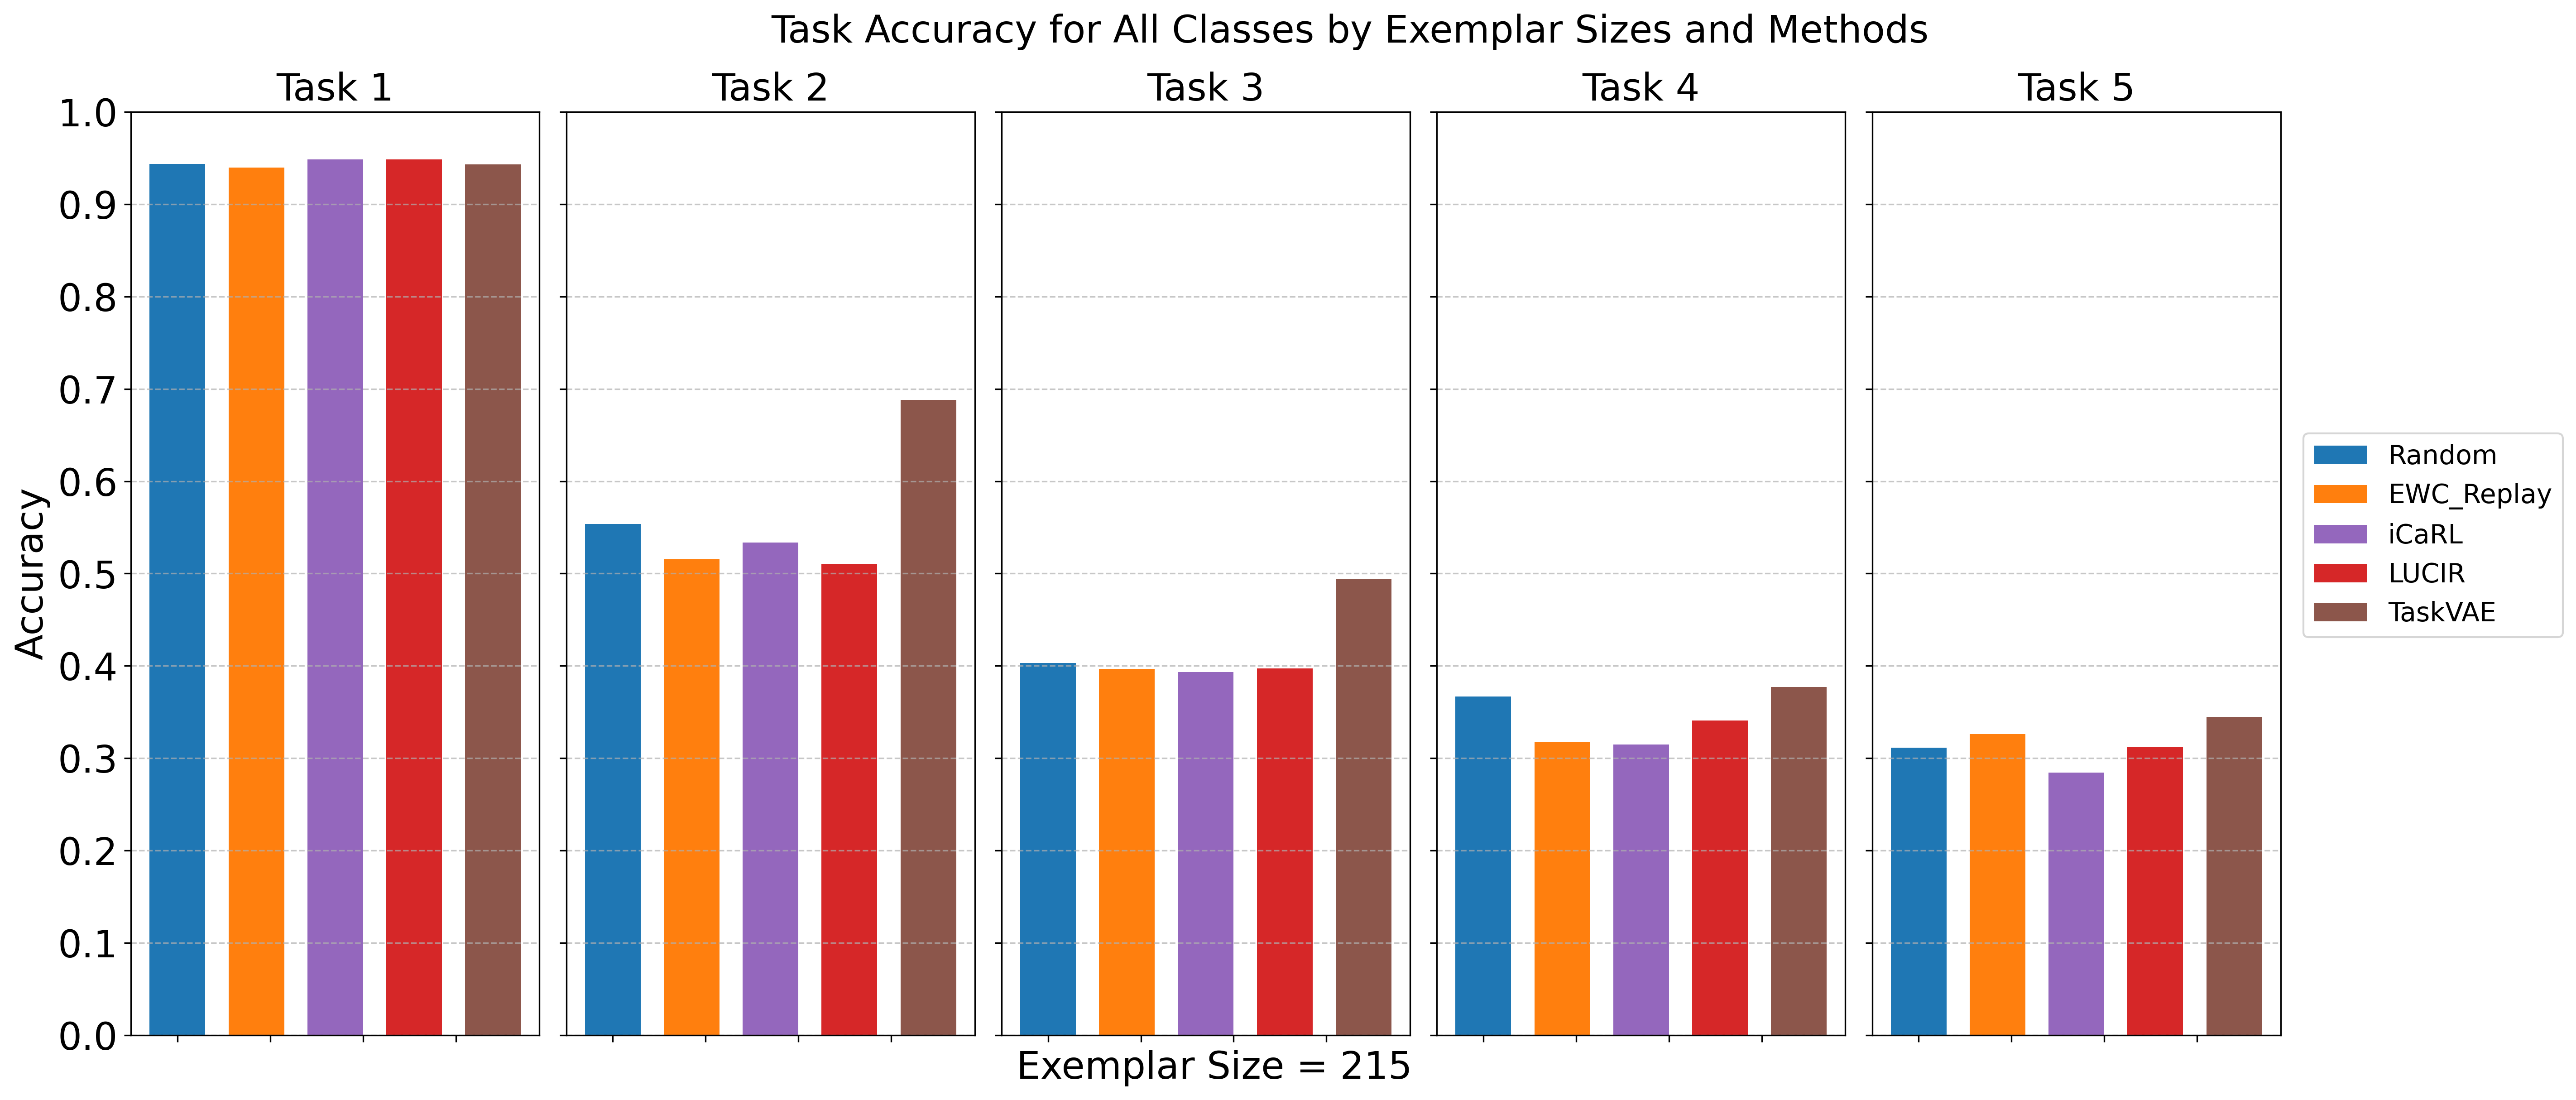 Task Accuracy for All Classes by Exemplar Sizes and Methods
Task 1
Task 2
Task 3
Task 4
Task 5
Accuracy
1.0
0.9
0.8
0.7
0.6
0.5
0.4
0.3
0.2
0.1
0.0
Exemplar Size = 215
Random
EWC_Replay
iCaRL
LUCIR
TaskVAE